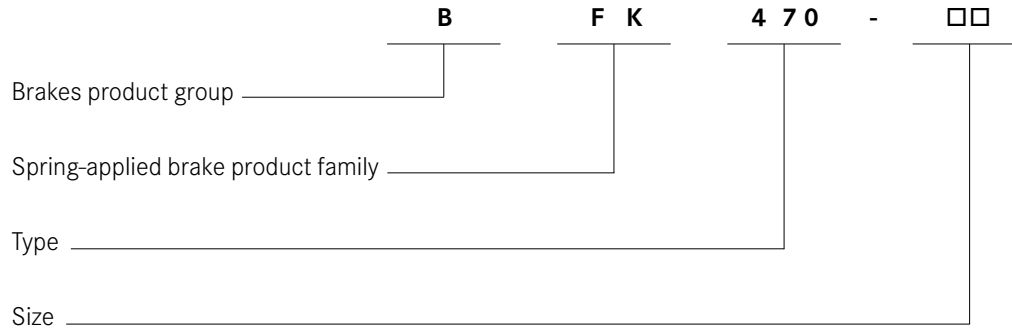 B F K 4 7 0 - □□
Brakes product group
Spring-applied brake product family
Type
Size